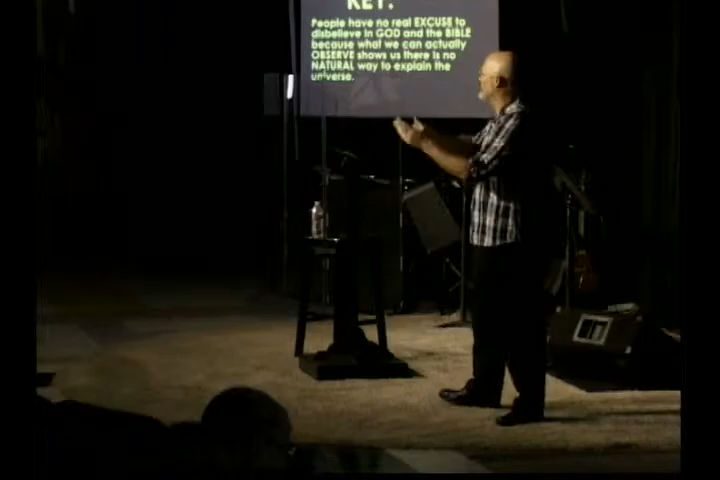 KEY:
People have no real EXCUSE to
disbelieve in GOD and the BIBLE
because what we can actually
OBSERVE shows us there is no
NATURAL way to explain the
universe.